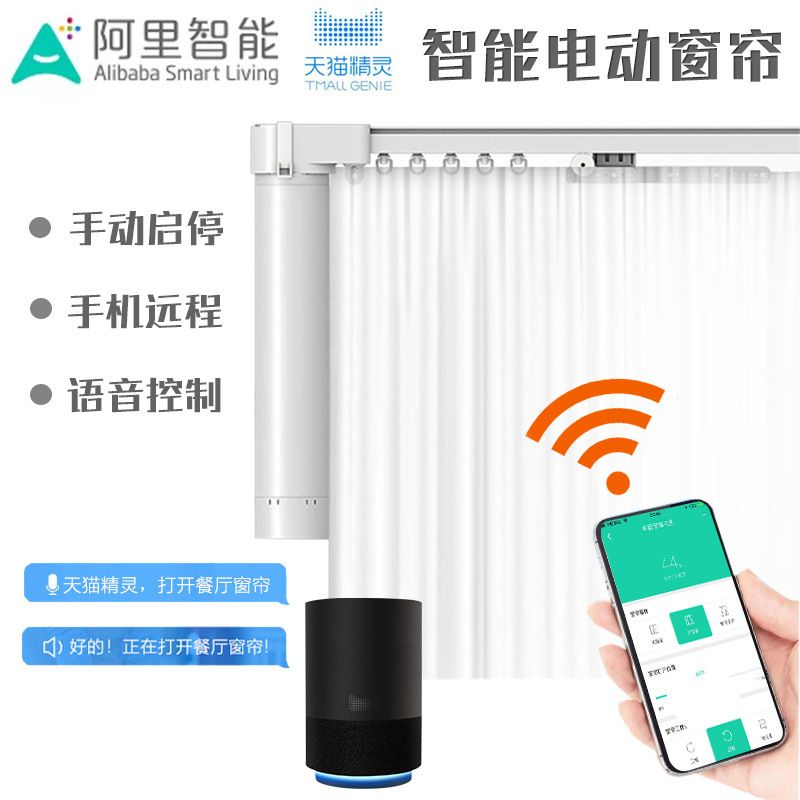 阿里智能
Alibaba Smart Living
天猫精灵
TMALL GENIE
智能电动窗帘
手动启停
手机远程
语音控制
天猫精灵，打开餐厅窗帘
好的！正在打开餐厅窗帘!